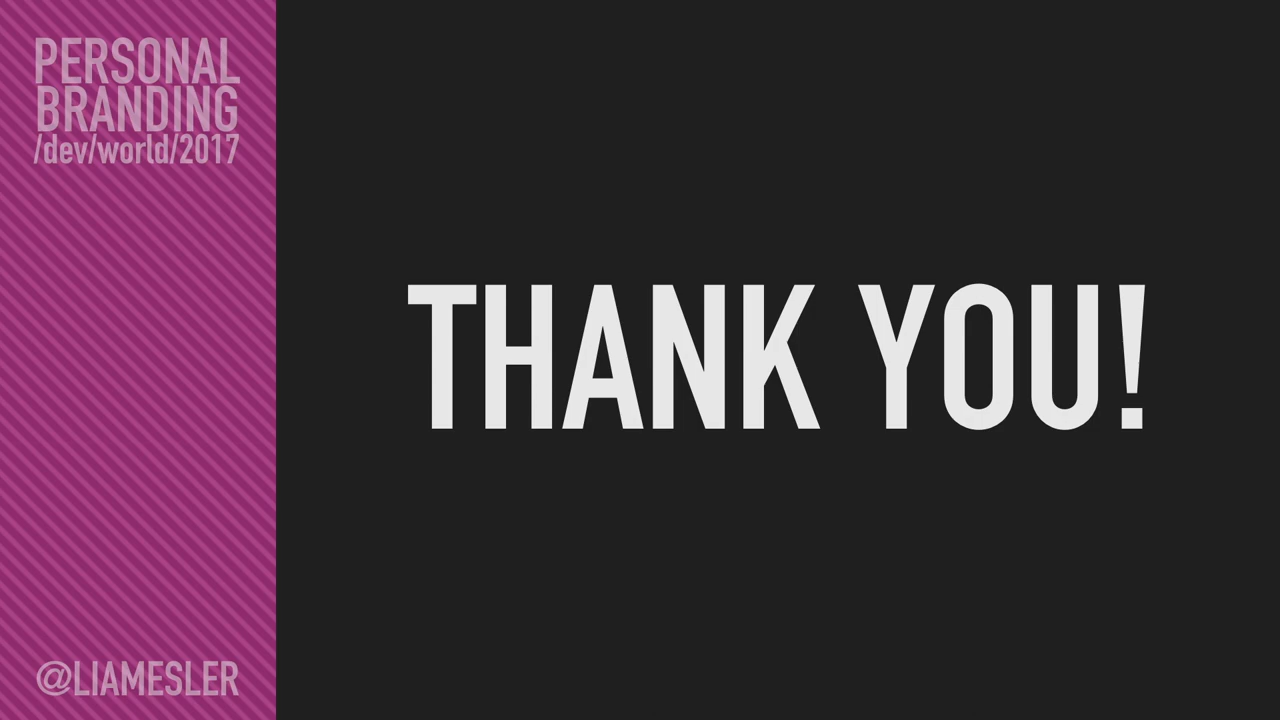 PERSONAL
BRANDING
/dev/world/2017
THANK YOU!
@LIAMESLER